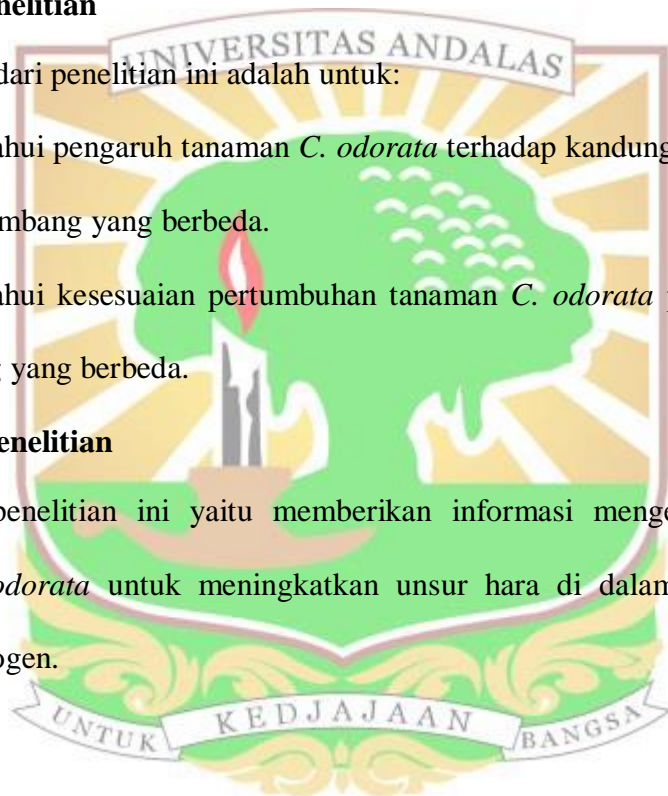 nelitian
UNIVERSITAS ANDALAS
dari penelitian ini adalah untuk:
ahui pengaruh tanaman C. odorata terhadap kandung
mbang yang berbeda.
ahui kesesuaian pertumbuhan tanaman C. odorata
yang berbeda.
enelitian
penelitian ini yaitu memberikan informasi menge
odorata untuk meningkatkan unsur hara di dalam
ogen.
UNTUK KEDJAJAAN BANGSA